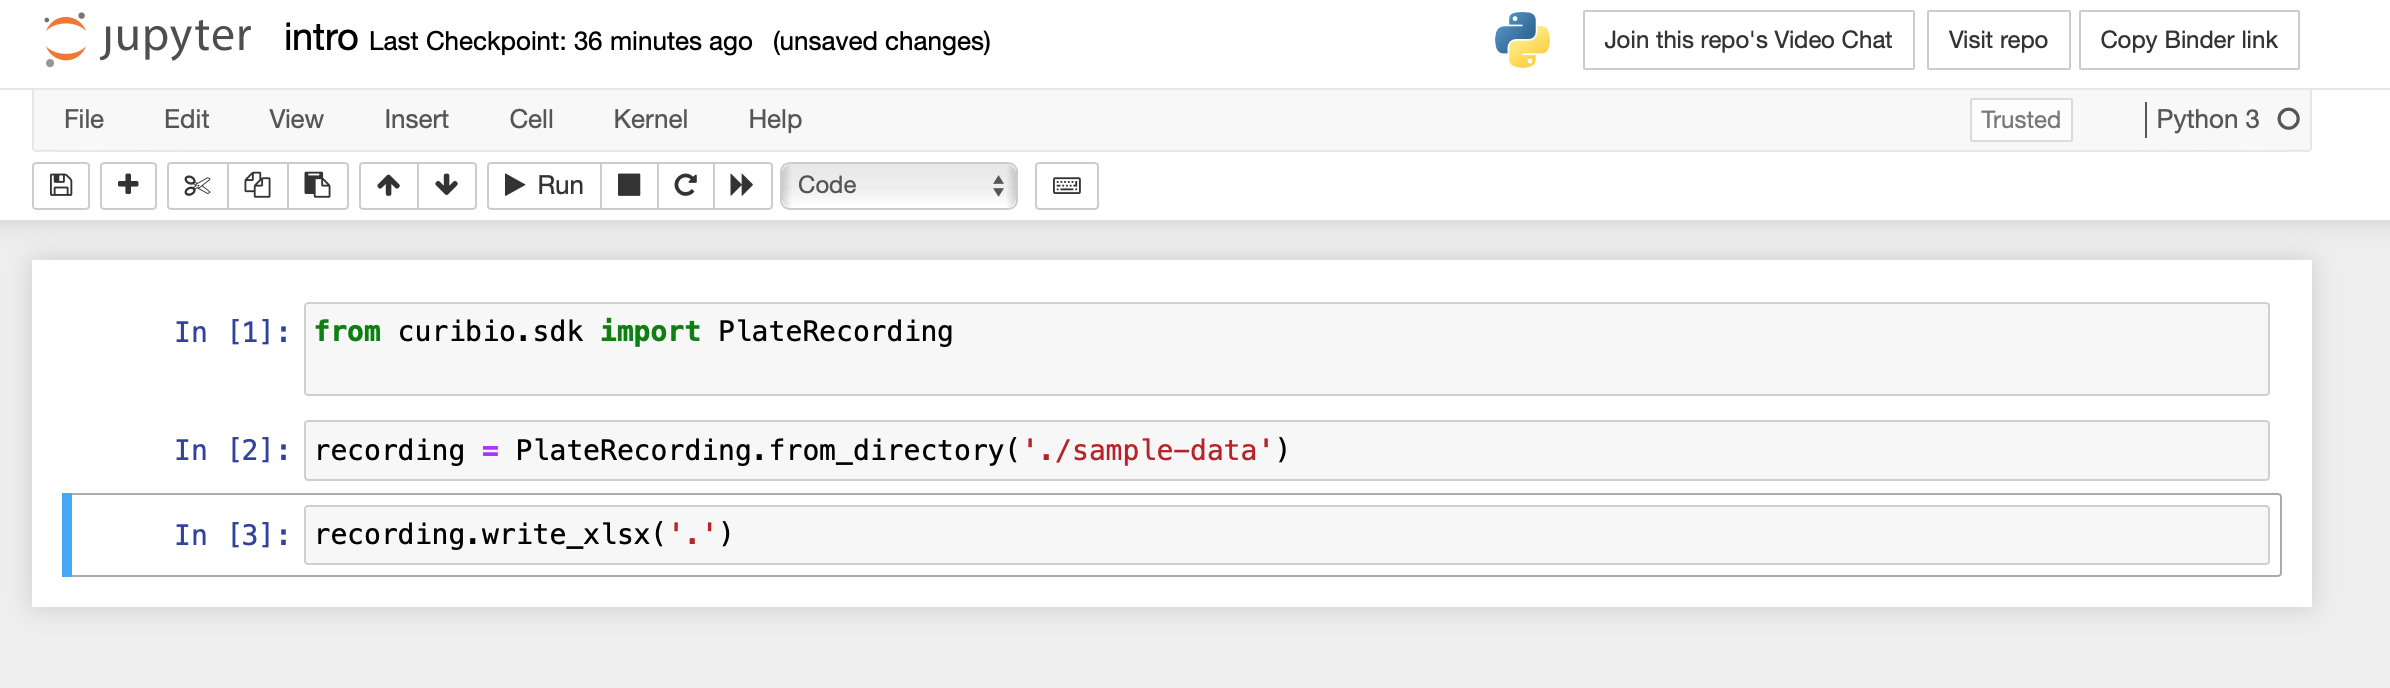 jupyter intro Last Checkpoint: 36 minutes ago (unsaved changes) Join this repo's Video Chat Visit repo Copy Binder link
File Edit View Insert Cell Kernel Help Trusted Python 3
Run Code
In [1]: from curibio.sdk import PlateRecording
In [2]: recording = PlateRecording.from_directory('./sample-data')
In [3]: recording.write_xlsx('.')